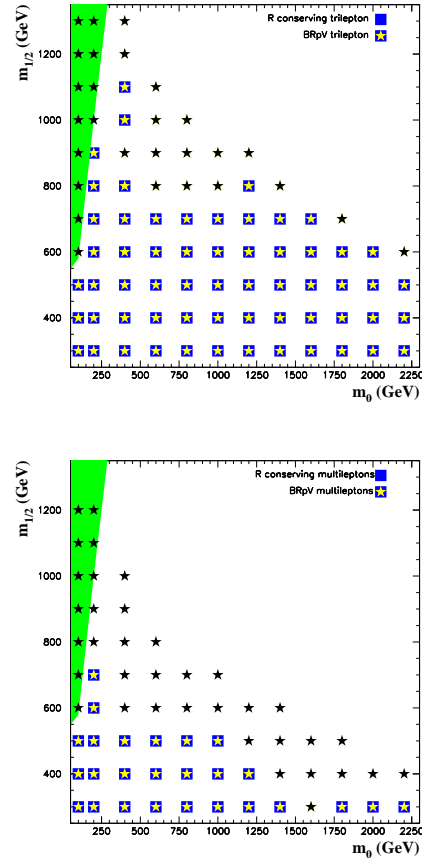 m1/2 (GeV)
R conserving trilepton
BRpV trilepton
1200
1000
800
600
400
250 500 750 1000 1250 1500 1750 2000 2250
m0 (GeV)
m1/2 (GeV)
R conserving multileptons
BRpV multileptons
1200
1000
800
600
400
250 500 750 1000 1250 1500 1750 2000 2250
m0 (GeV)